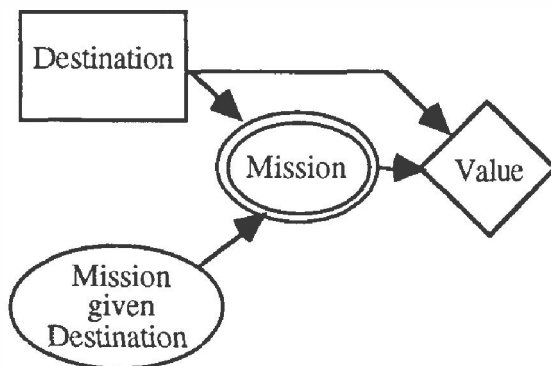 Destination
Mission
Value
Mission
given
Destination